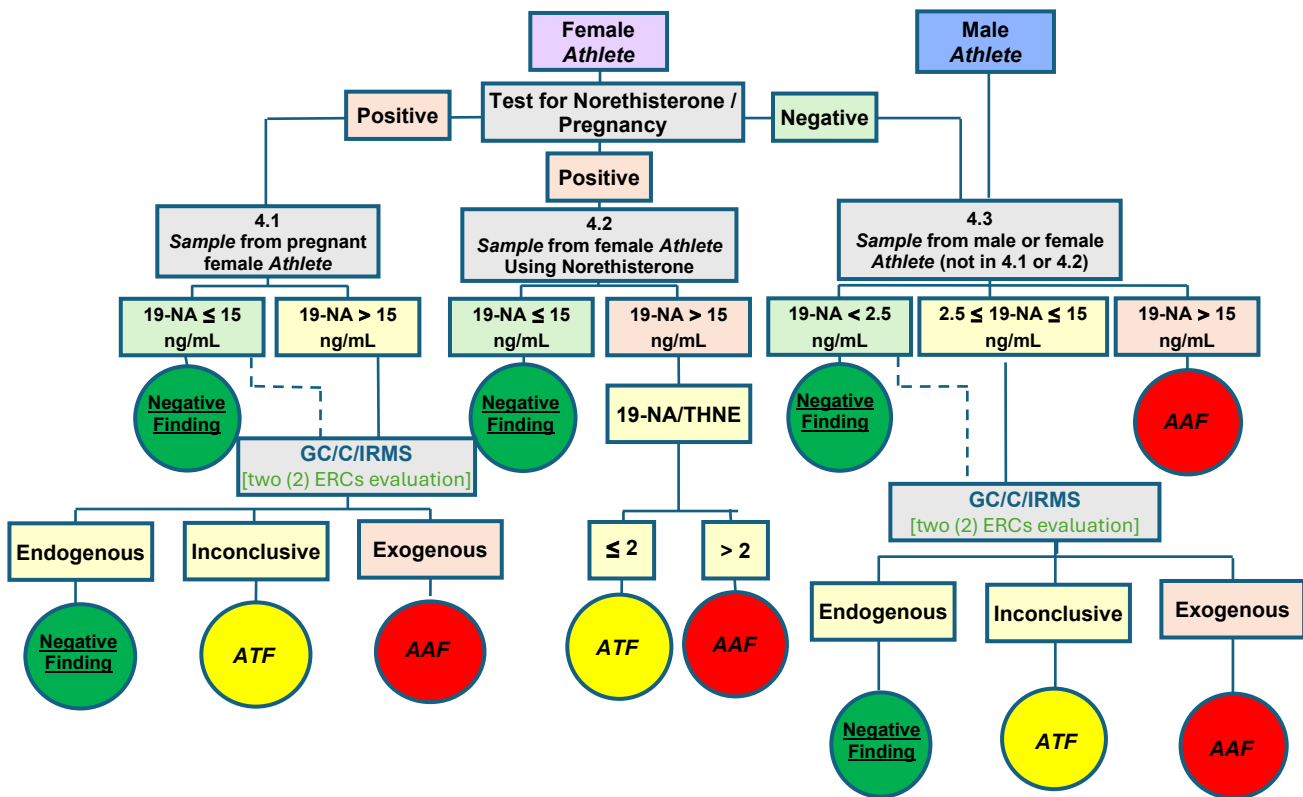 Female
Athlete
Male
Athlete
Positive
Test for Norethisterone /
Pregnancy
Negative
Positive
4.1
Sample from pregnant
female Athlete
4.2
Sample from female Athlete
Using Norethisterone
4.3
Sample from male or female
Athlete (not in 4.1 or 4.2)
19-NA ≤ 15
ng/mL
19-NA > 15
ng/mL
19-NA ≤ 15
ng/mL
19-NA > 15
ng/mL
19-NA < 2.5
ng/mL
2.5 ≤ 19-NA ≤ 15
ng/mL
19-NA > 15
ng/mL
Negative
Finding
Negative
Finding
19-NA/THNE
Negative
Finding
AAF
GC/C/IRMS
[two (2) ERCs evaluation]
GC/C/IRMS
[two (2) ERCs evaluation]
Endogenous
Inconclusive
Exogenous
≤ 2
> 2
Endogenous
Inconclusive
Exogenous
Negative
Finding
ATF
AAF
ATF
AAF
Negative
Finding
ATF
AAF